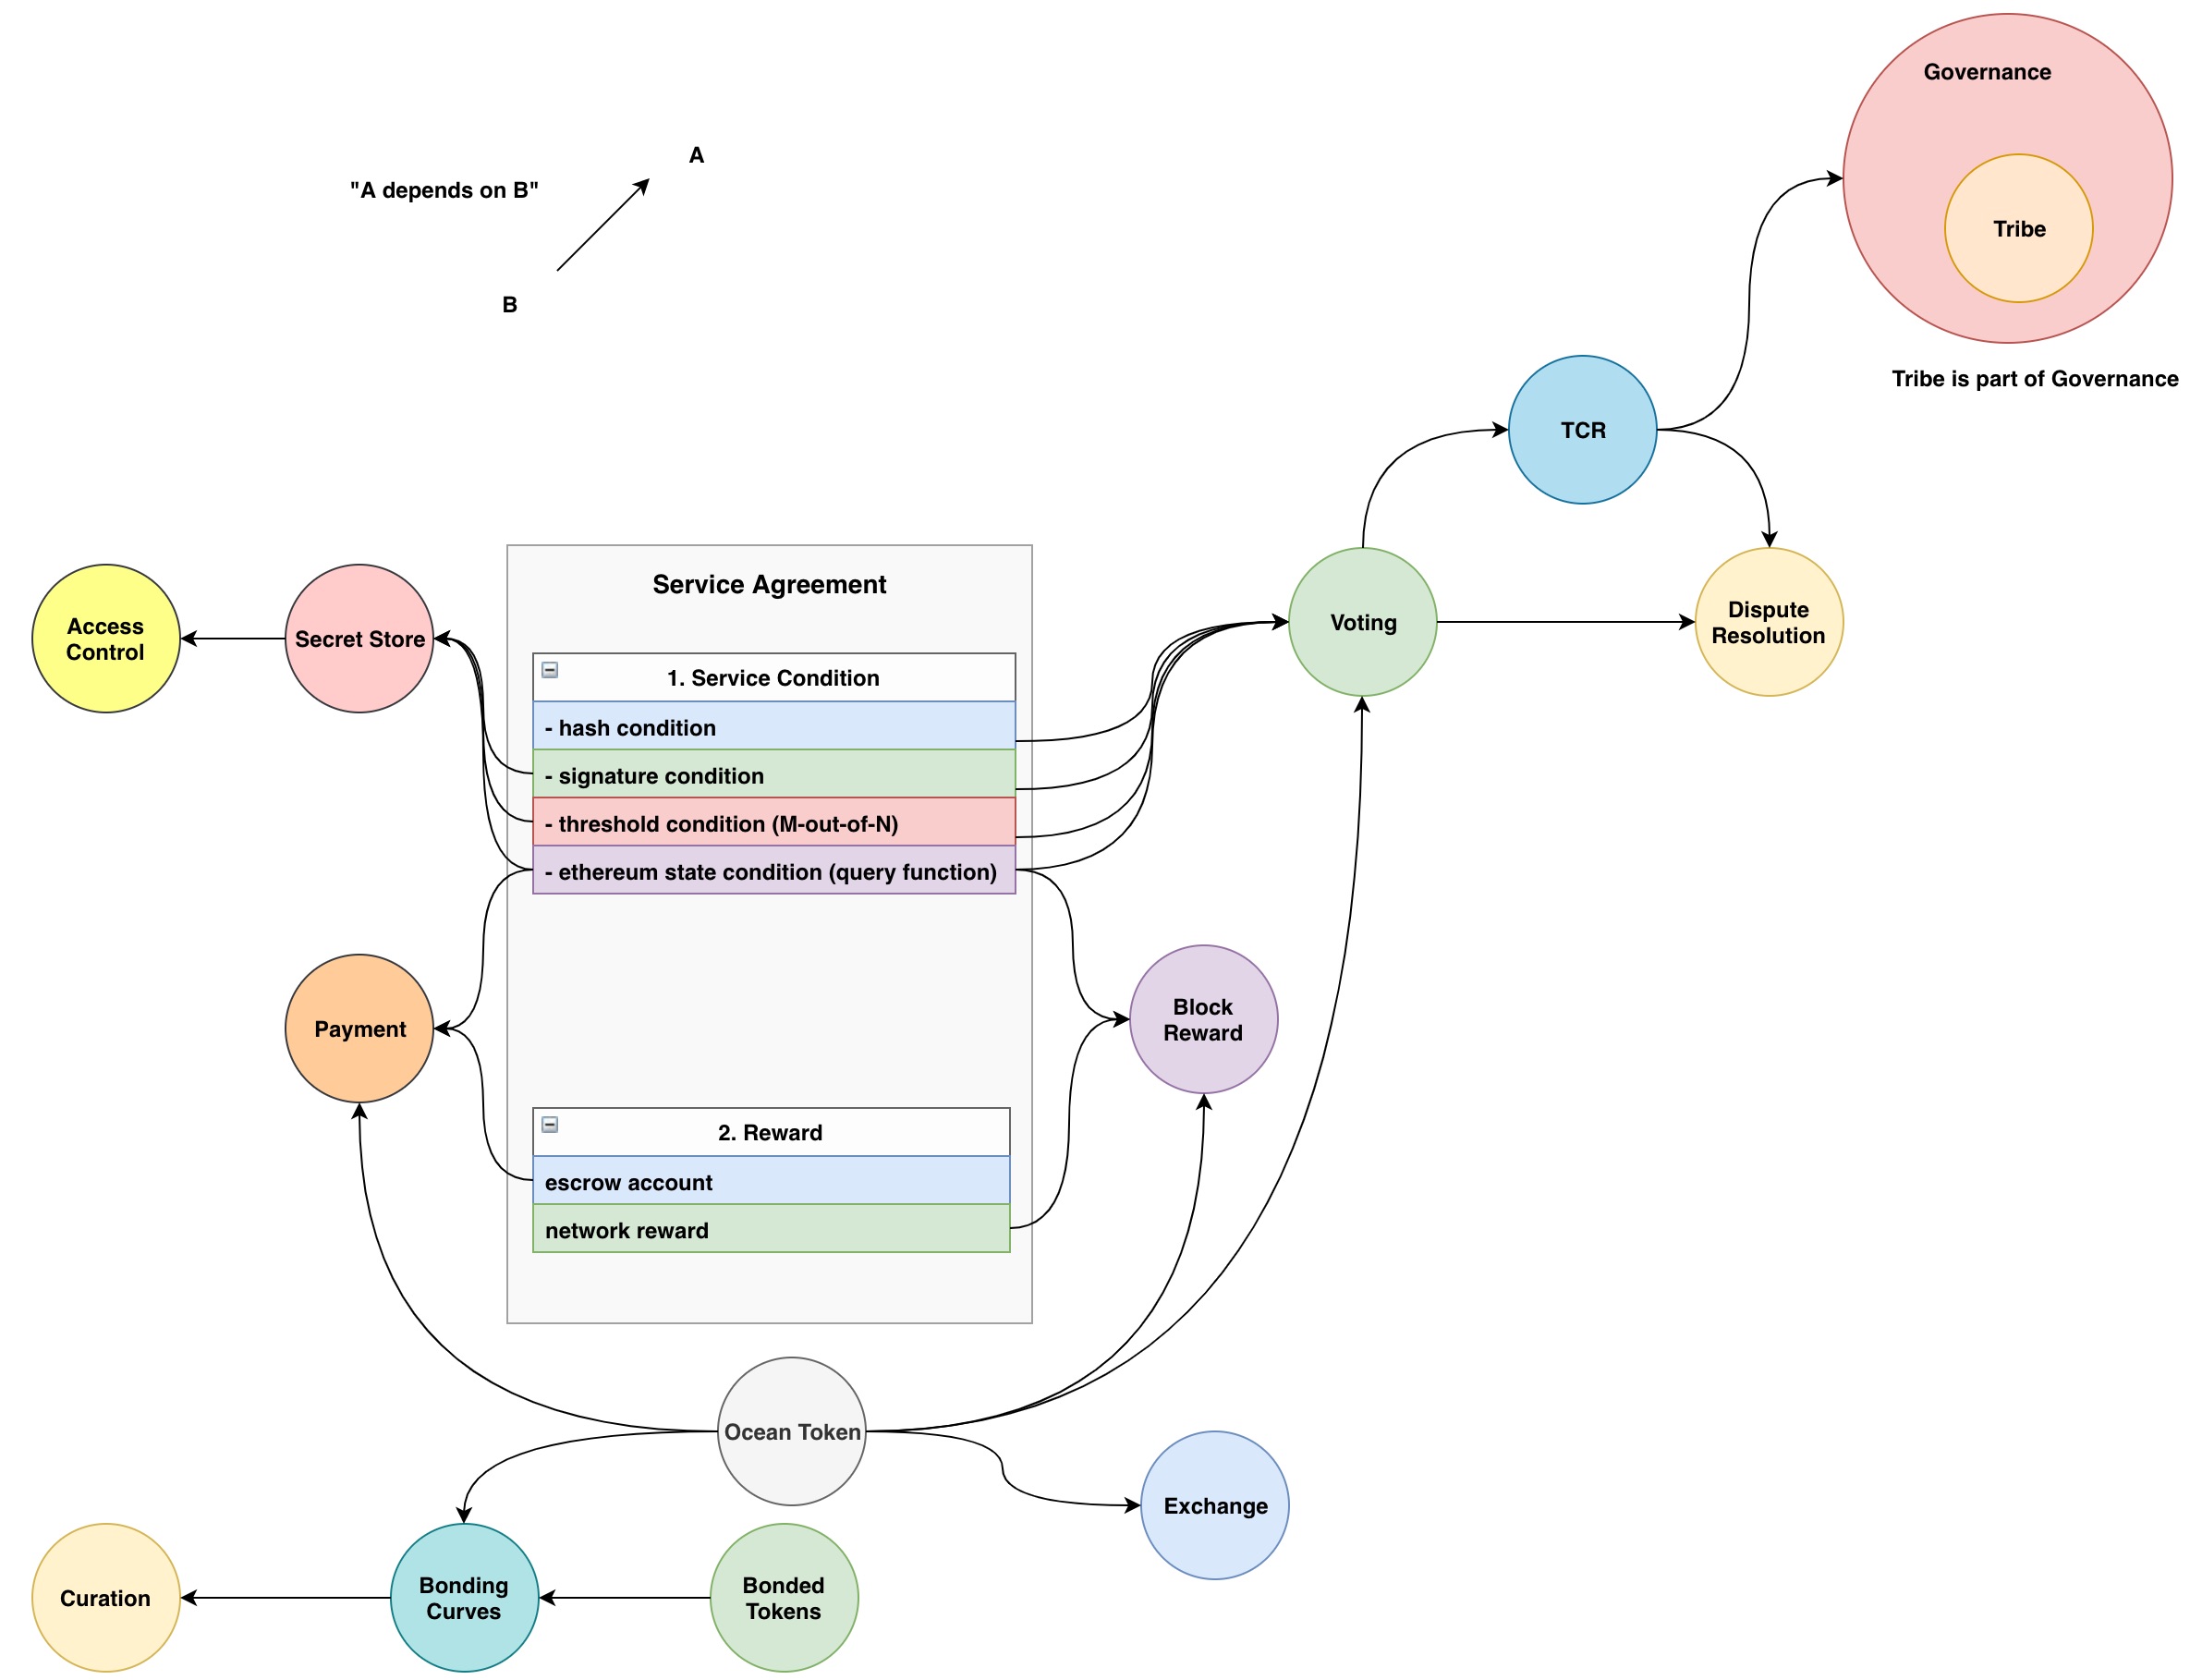 Governance
A
"A depends on B"
Tribe
B
Tribe is part of Governance
TCR
Service Agreement
Access
Control
Secret Store
Voting
Dispute
Resolution
1. Service Condition
- hash condition
- signature condition
- threshold condition (M-out-of-N)
- ethereum state condition (query function)
Payment
Block
Reward
2. Reward
escrow account
network reward
Ocean Token
Exchange
Curation
Bonding
Curves
Bonded
Tokens